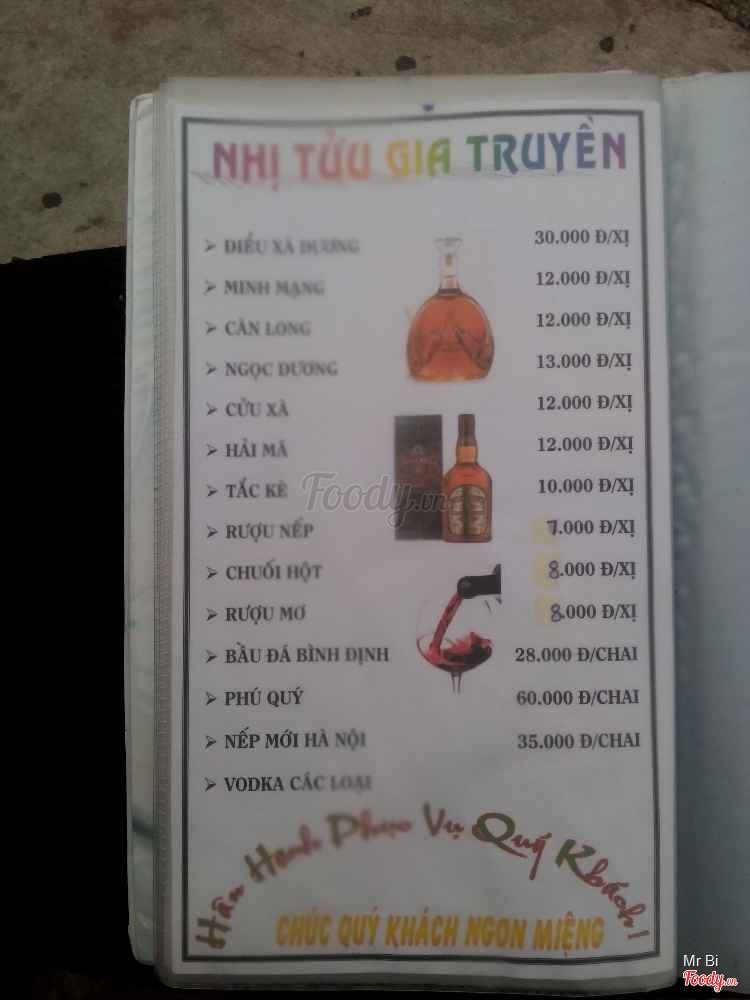 NHỊ TỬU GIA TRUYỀN
➢ ĐIỂU XÀ DƯƠNG 30.000 Đ/XỊ
➢ MINH MẠNG 12.000 Đ/XỊ
➢ CÀN LONG 12.000 Đ/XỊ
➢ NGỌC DƯƠNG 13.000 Đ/XỊ
➢ CỬU XÀ 12.000 Đ/XỊ
➢ HẢI MÃ 12.000 Đ/XỊ
➢ TẮC KÈ 10.000 Đ/XỊ
➢ RƯỢU NẾP 7.000 Đ/XỊ
➢ CHUỐI HỘT 8.000 Đ/XỊ
➢ RƯỢU MƠ 8.000 Đ/XỊ
➢ BẦU ĐÁ BÌNH ĐỊNH 28.000 Đ/CHAI
➢ PHÚ QUÝ 60.000 Đ/CHAI
➢ NẾP MỚI HÀ NỘI 35.000 Đ/CHAI
➢ VODKA CÁC LOẠI
Hân Hạnh Phục Vụ Quý Khách!
CHÚC QUÝ KHÁCH NGON MIỆNG
Foody.vn
Mr Bi
Foody.vn